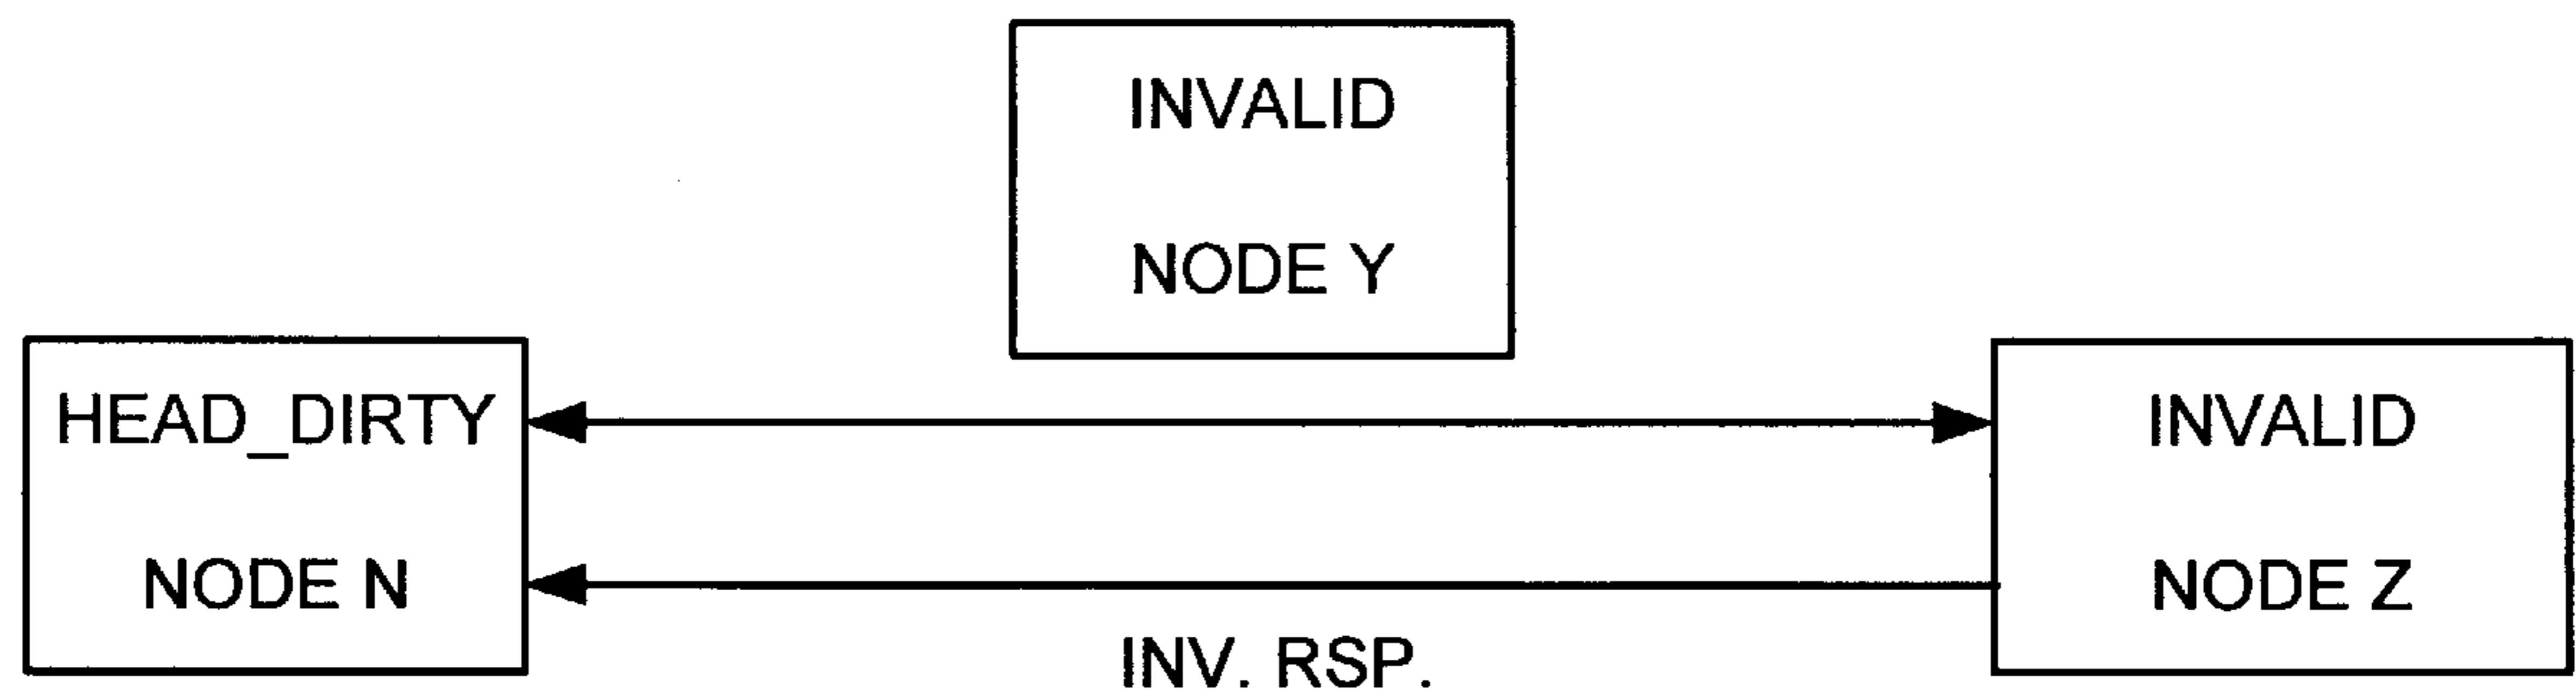 INVALID
NODE Y
HEAD_DIRTY
NODE N
INVALID
NODE Z
INV. RSP.